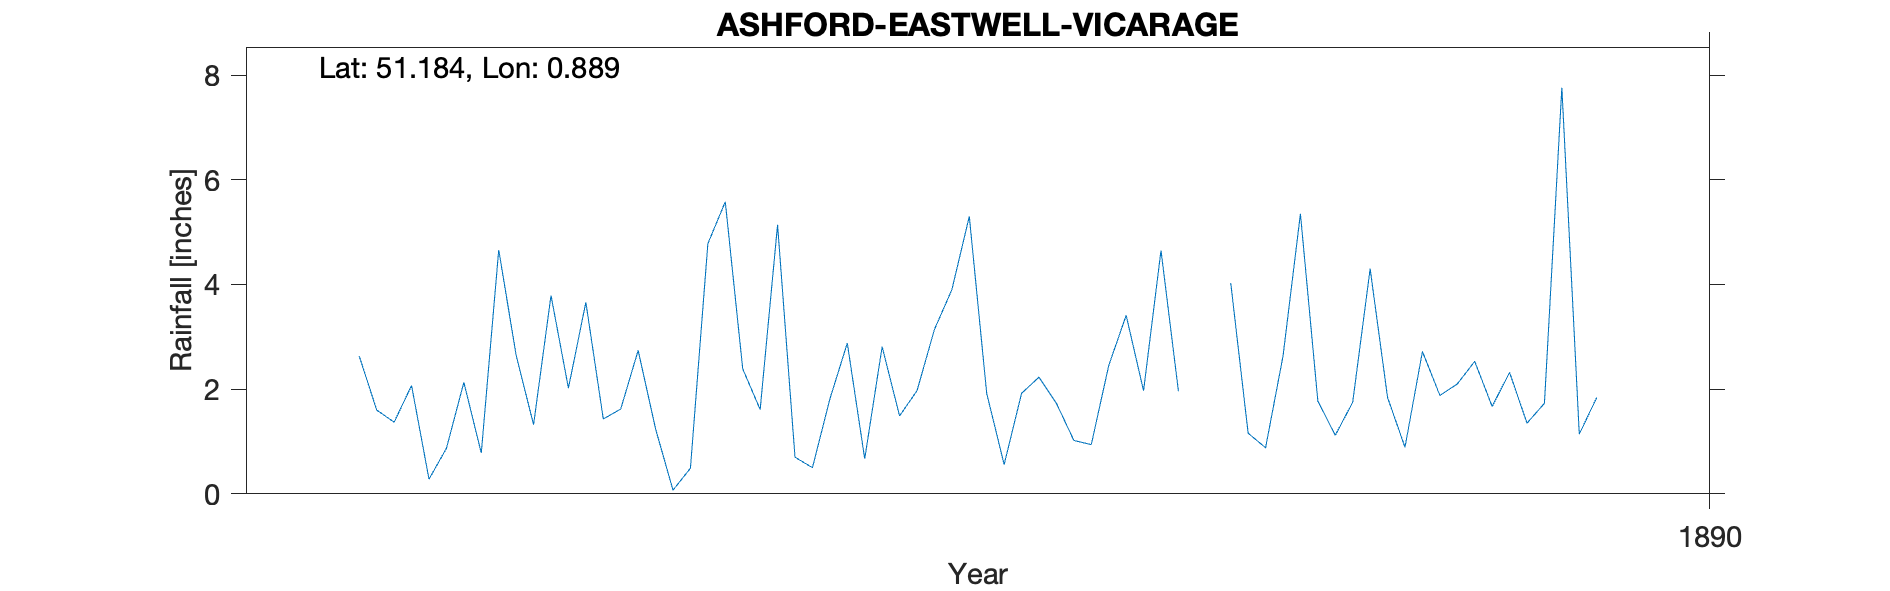 ASHFORD-EASTWELL-VICARAGE
Lat: 51.184, Lon: 0.889
8
6
4
2
0
Rainfall [inches]
1890
Year